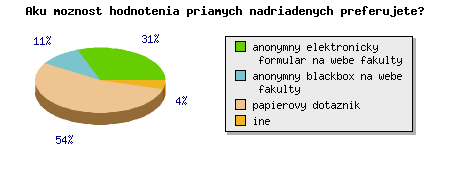 Aku moznost hodnotenia priamych nadriadenych preferujete?
11%
31%
4%
54%
anonymny elektronicky
formular na webe fakulty
anonymny blackbox na webe
fakulty
papierovy dotaznik
ine